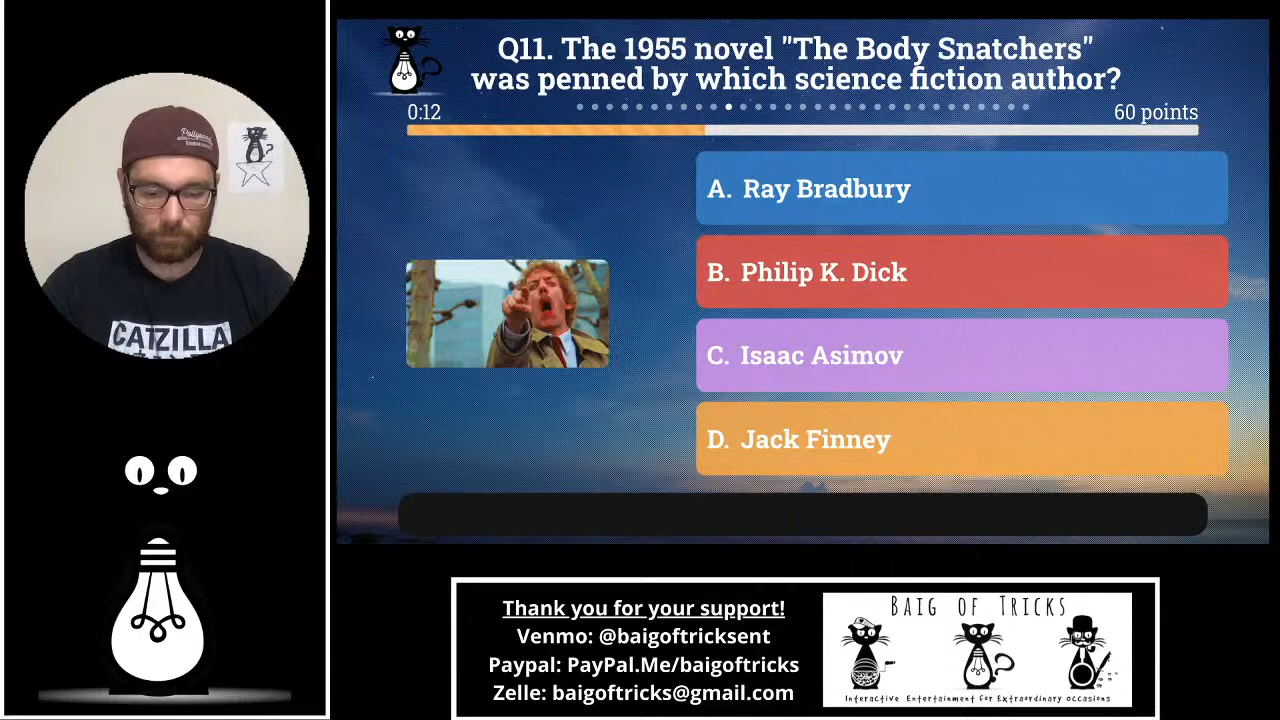 Q11. The 1955 novel "The Body Snatchers"
was penned by which science fiction author?
0:12
60 points
A. Ray Bradbury
B. Philip K. Dick
C. Isaac Asimov
D. Jack Finney
CATZILLA
Thank you for your support!
Venmo: @baigoftricksent
Paypal: PayPal.Me/baigoftricks
Zelle: baigoftricks@gmail.com
BAIG OF TRICKS
Interactive Entertainment for Extraordinary occasions